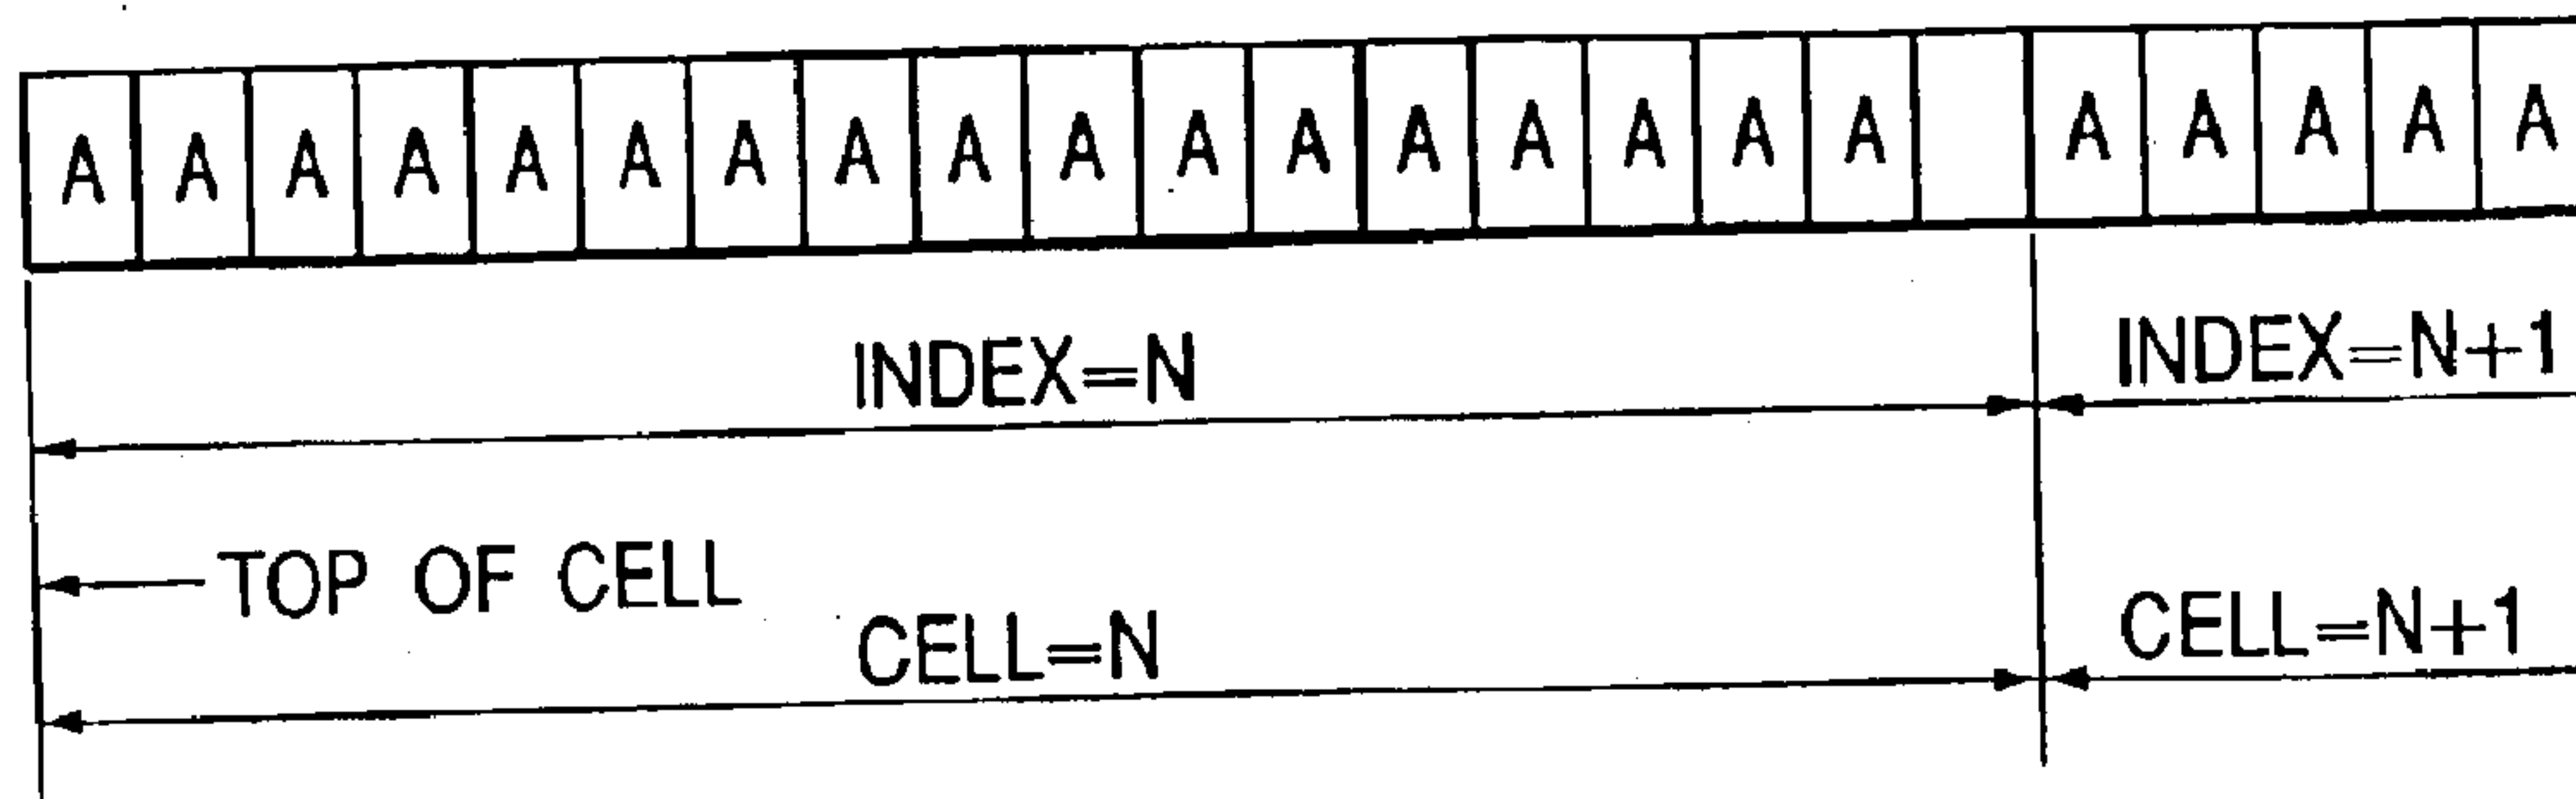 A A A A A A A A A A A A A A A A A A A A A A
INDEX=N INDEX=N+1
TOP OF CELL
CELL=N CELL=N+1